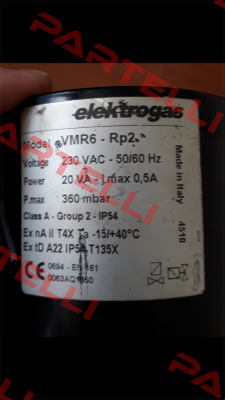 elektrogas
Model VMR6 - Rp2
Voltage 230 VAC - 50/60 Hz
Power 20 VA - I max 0,5A
P.max 360 mbar
Class A - Group 2 - IP54
Ex nA II T4X Ta -15/+40°C
Ex tD A22 IP54 T135X
CE 0694 - EN 161
0063AQ1350
Made in Italy
4510
PARTELLI